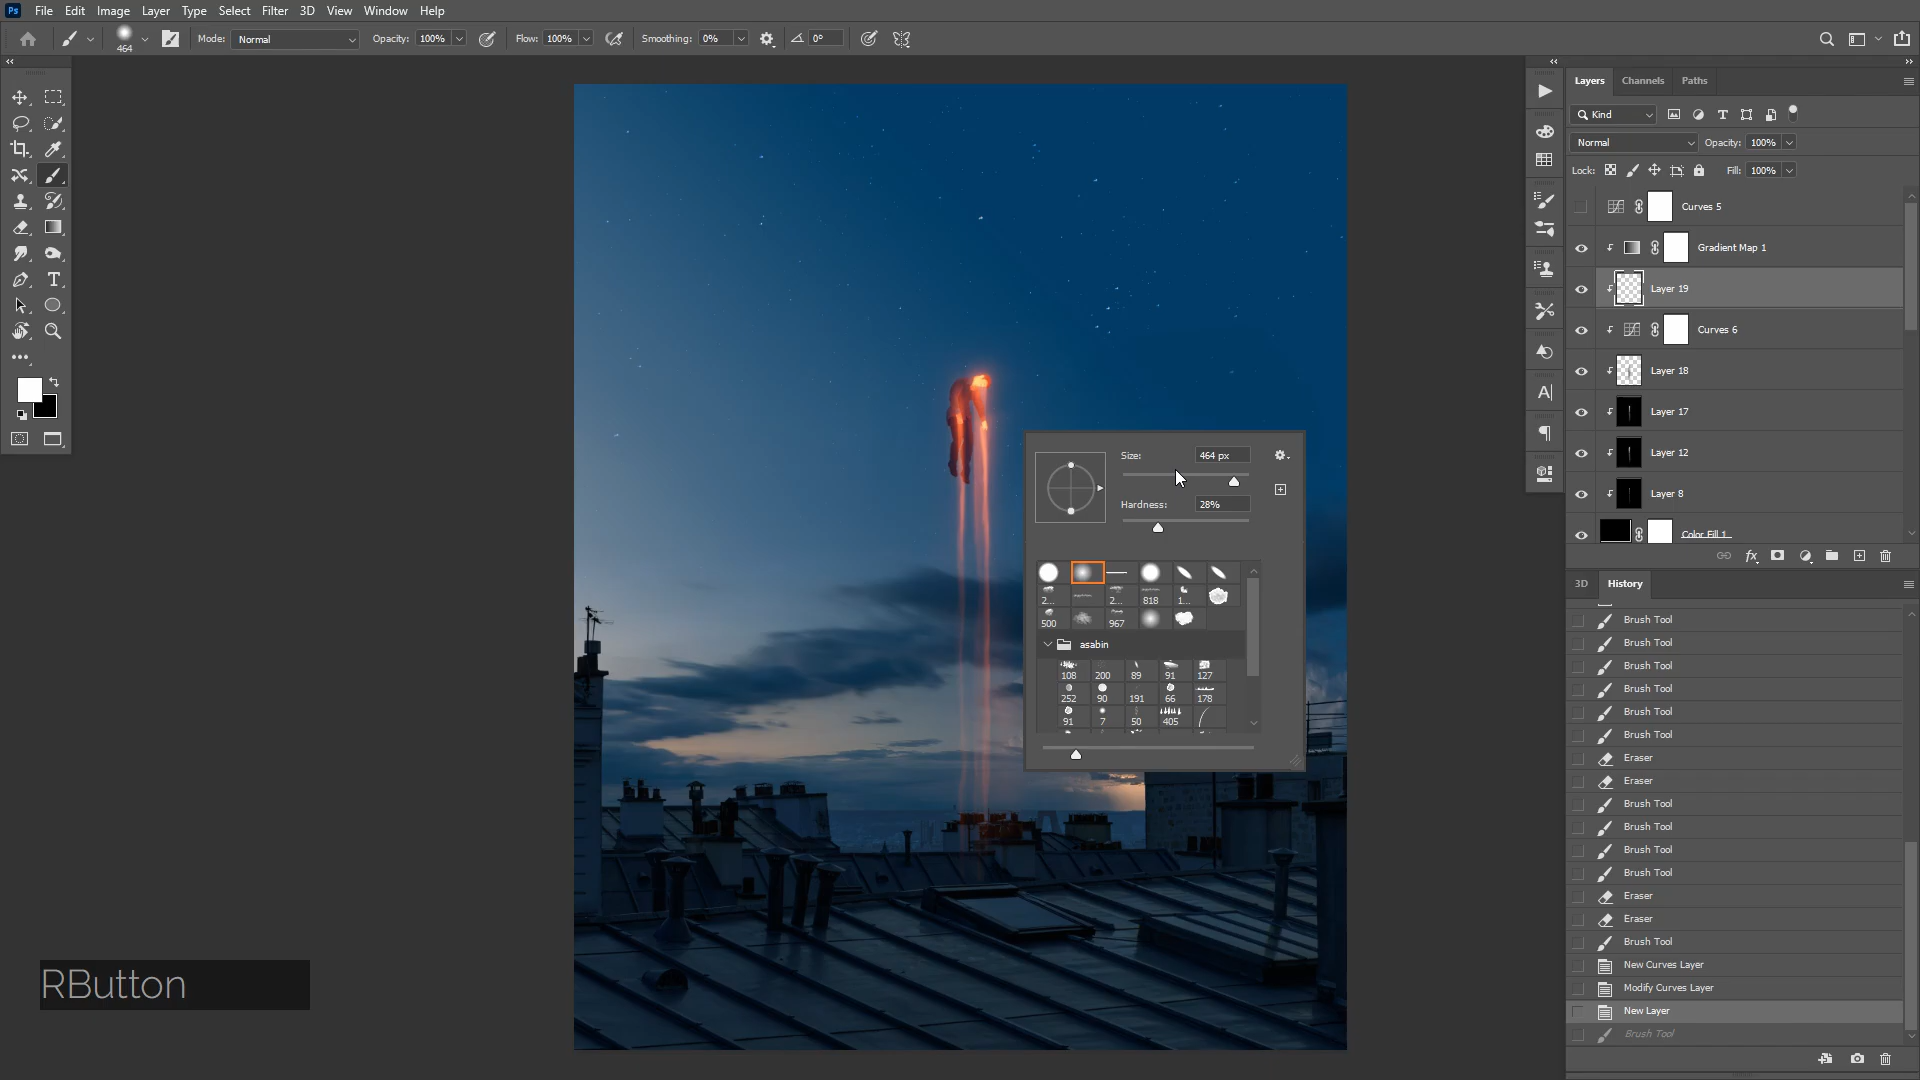 Ps File Edit Image Layer Type Select Filter 3D View Window Help
464 Mode: Normal Opacity: 100% Flow: 100% Smoothing: 0% 0°
Layers Channels Paths
Kind
Normal Opacity: 100%
Lock: Fill: 100%
Curves 5
Gradient Map 1
Layer 19
Curves 6
Layer 18
Layer 17
Layer 12
Layer 8
Color Fill 1
Size: 464 px
Hardness: 28%
2... 2... 818 1...
500 967
asabin
108 200 89 91 127
252 90 191 66 178
91 7 50 405
3D History
Brush Tool
Brush Tool
Brush Tool
Brush Tool
Brush Tool
Brush Tool
Eraser
Eraser
Brush Tool
Brush Tool
Brush Tool
Brush Tool
Eraser
Eraser
Brush Tool
New Curves Layer
Modify Curves Layer
New Layer
Brush Tool
RButton